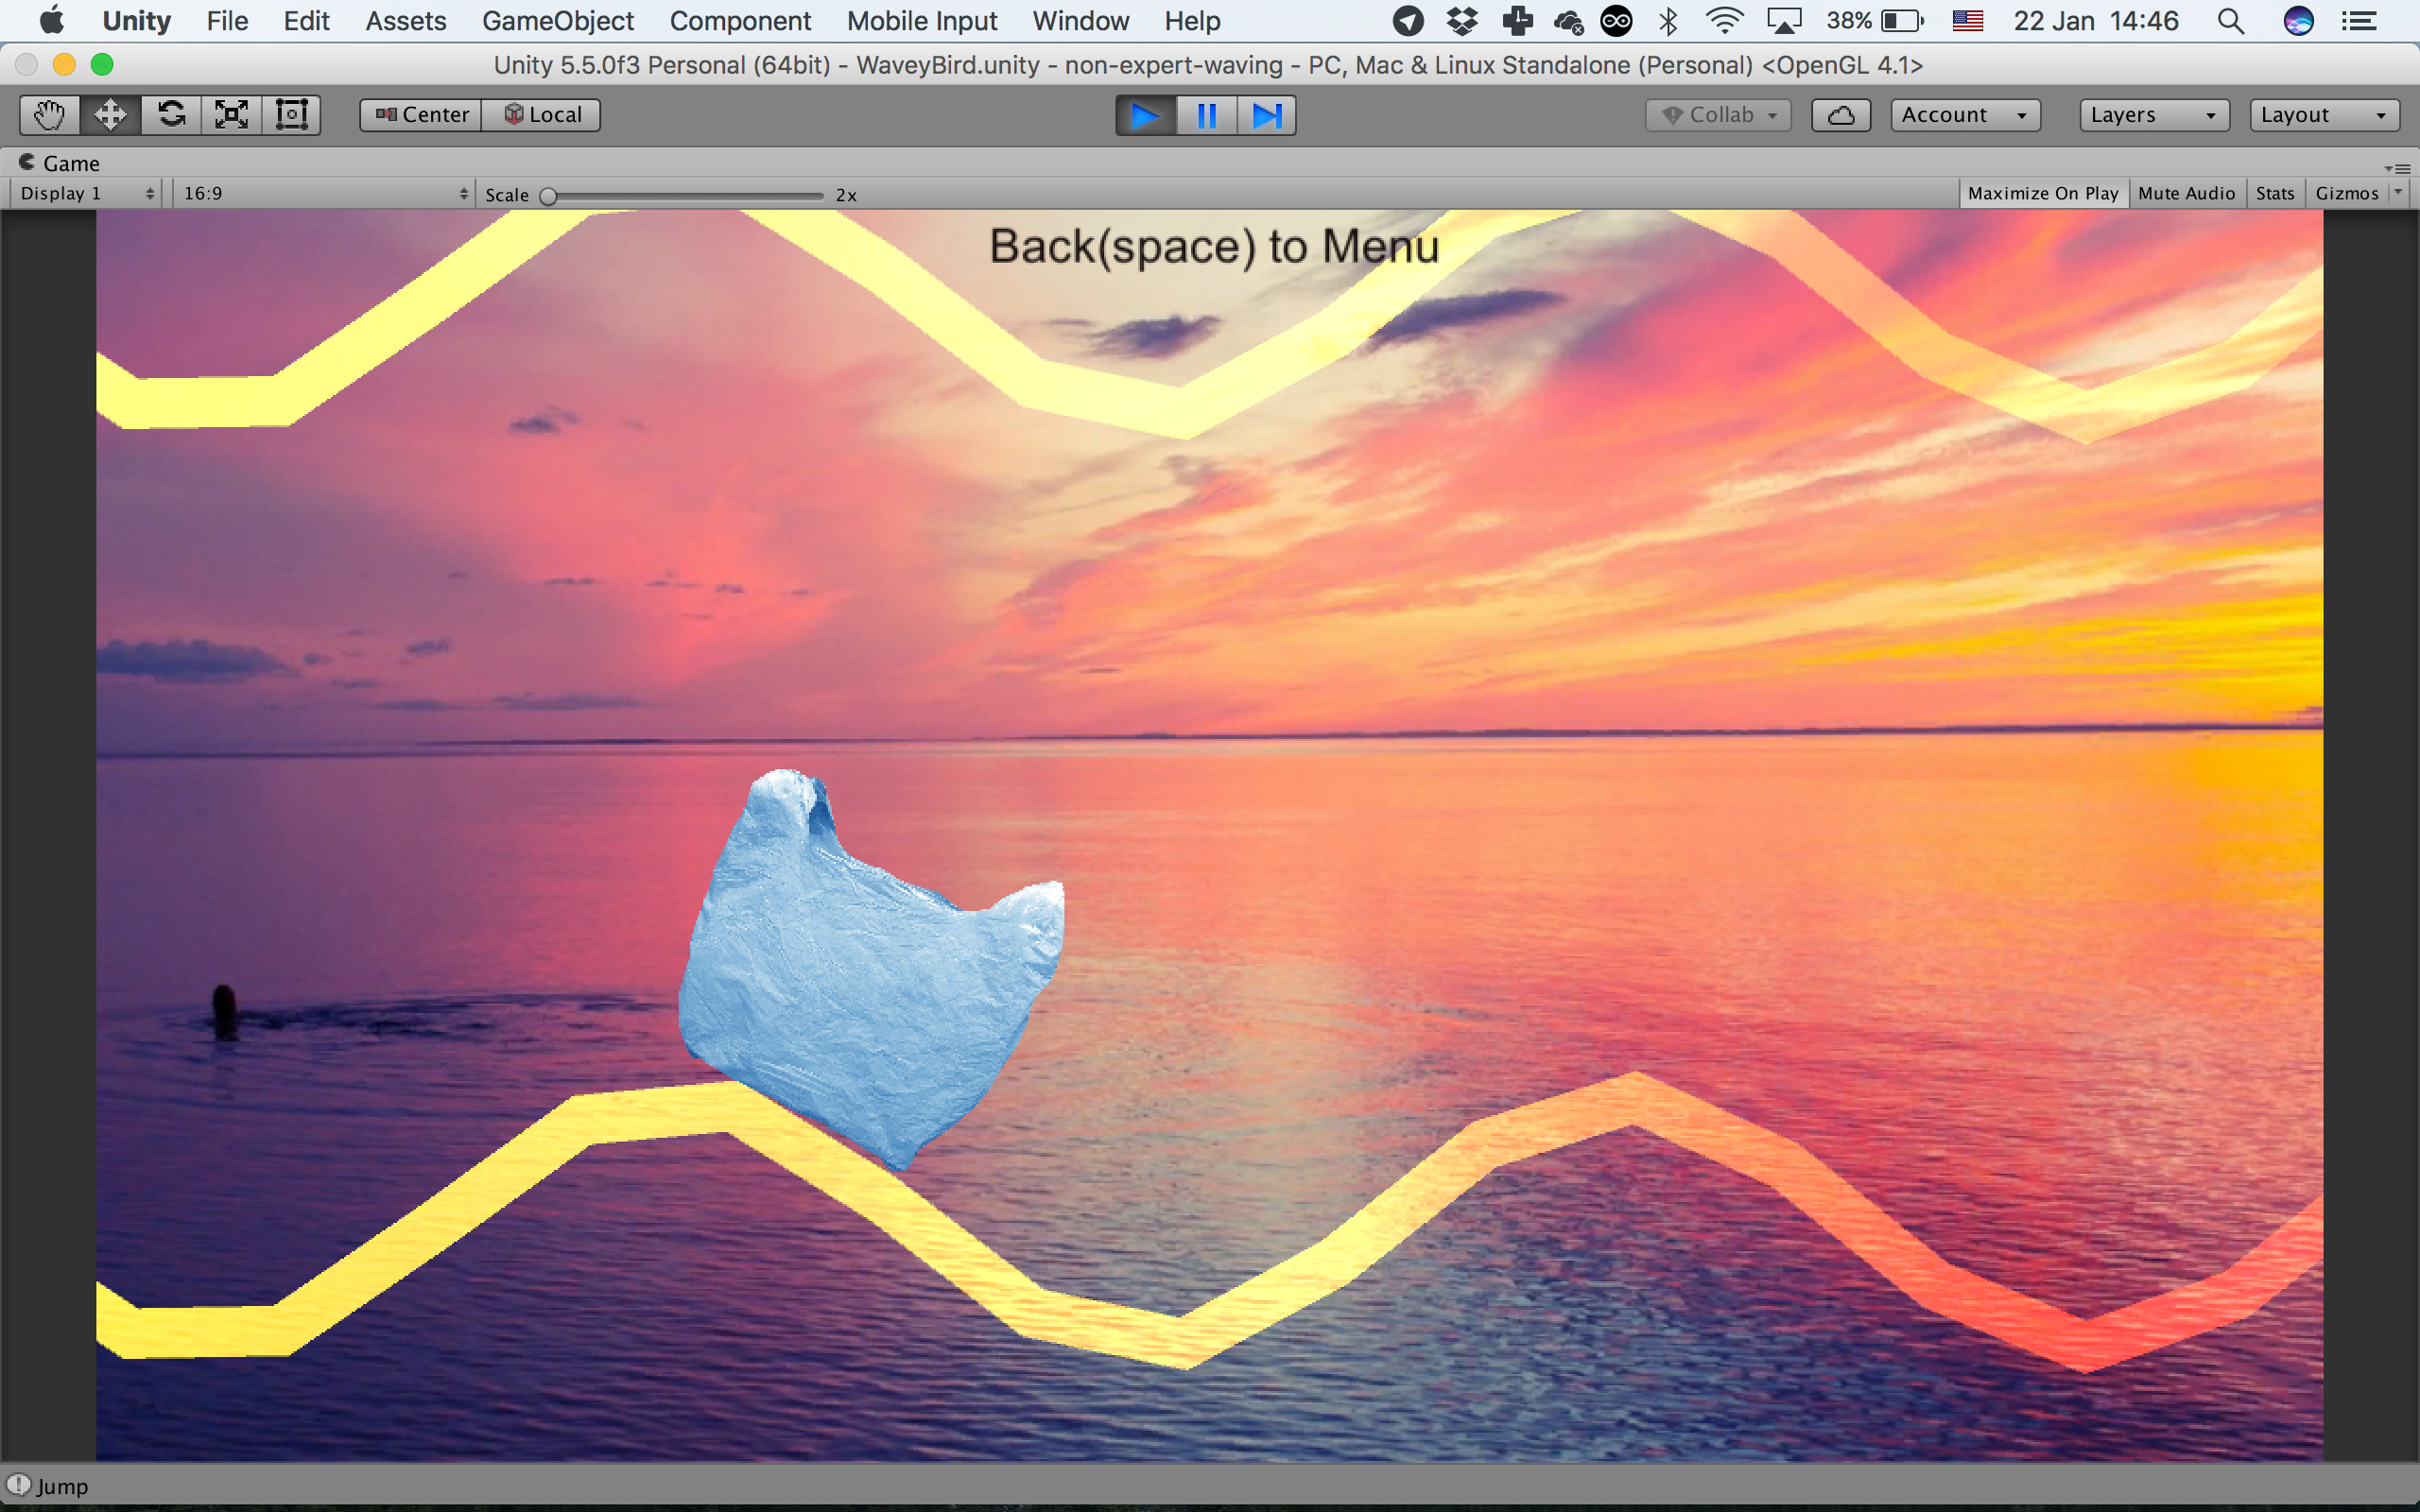 Unity File Edit Assets GameObject Component Mobile Input Window Help 38% 22 Jan 14:46
Unity 5.5.0f3 Personal (64bit) - WaveyBird.unity - non-expert-waving - PC, Mac & Linux Standalone (Personal) <OpenGL 4.1>
Center Local Collab Account Layers Layout
Game
Display 1 16:9 Scale 2x Maximize On Play Mute Audio Stats Gizmos
Back(space) to Menu
Jump